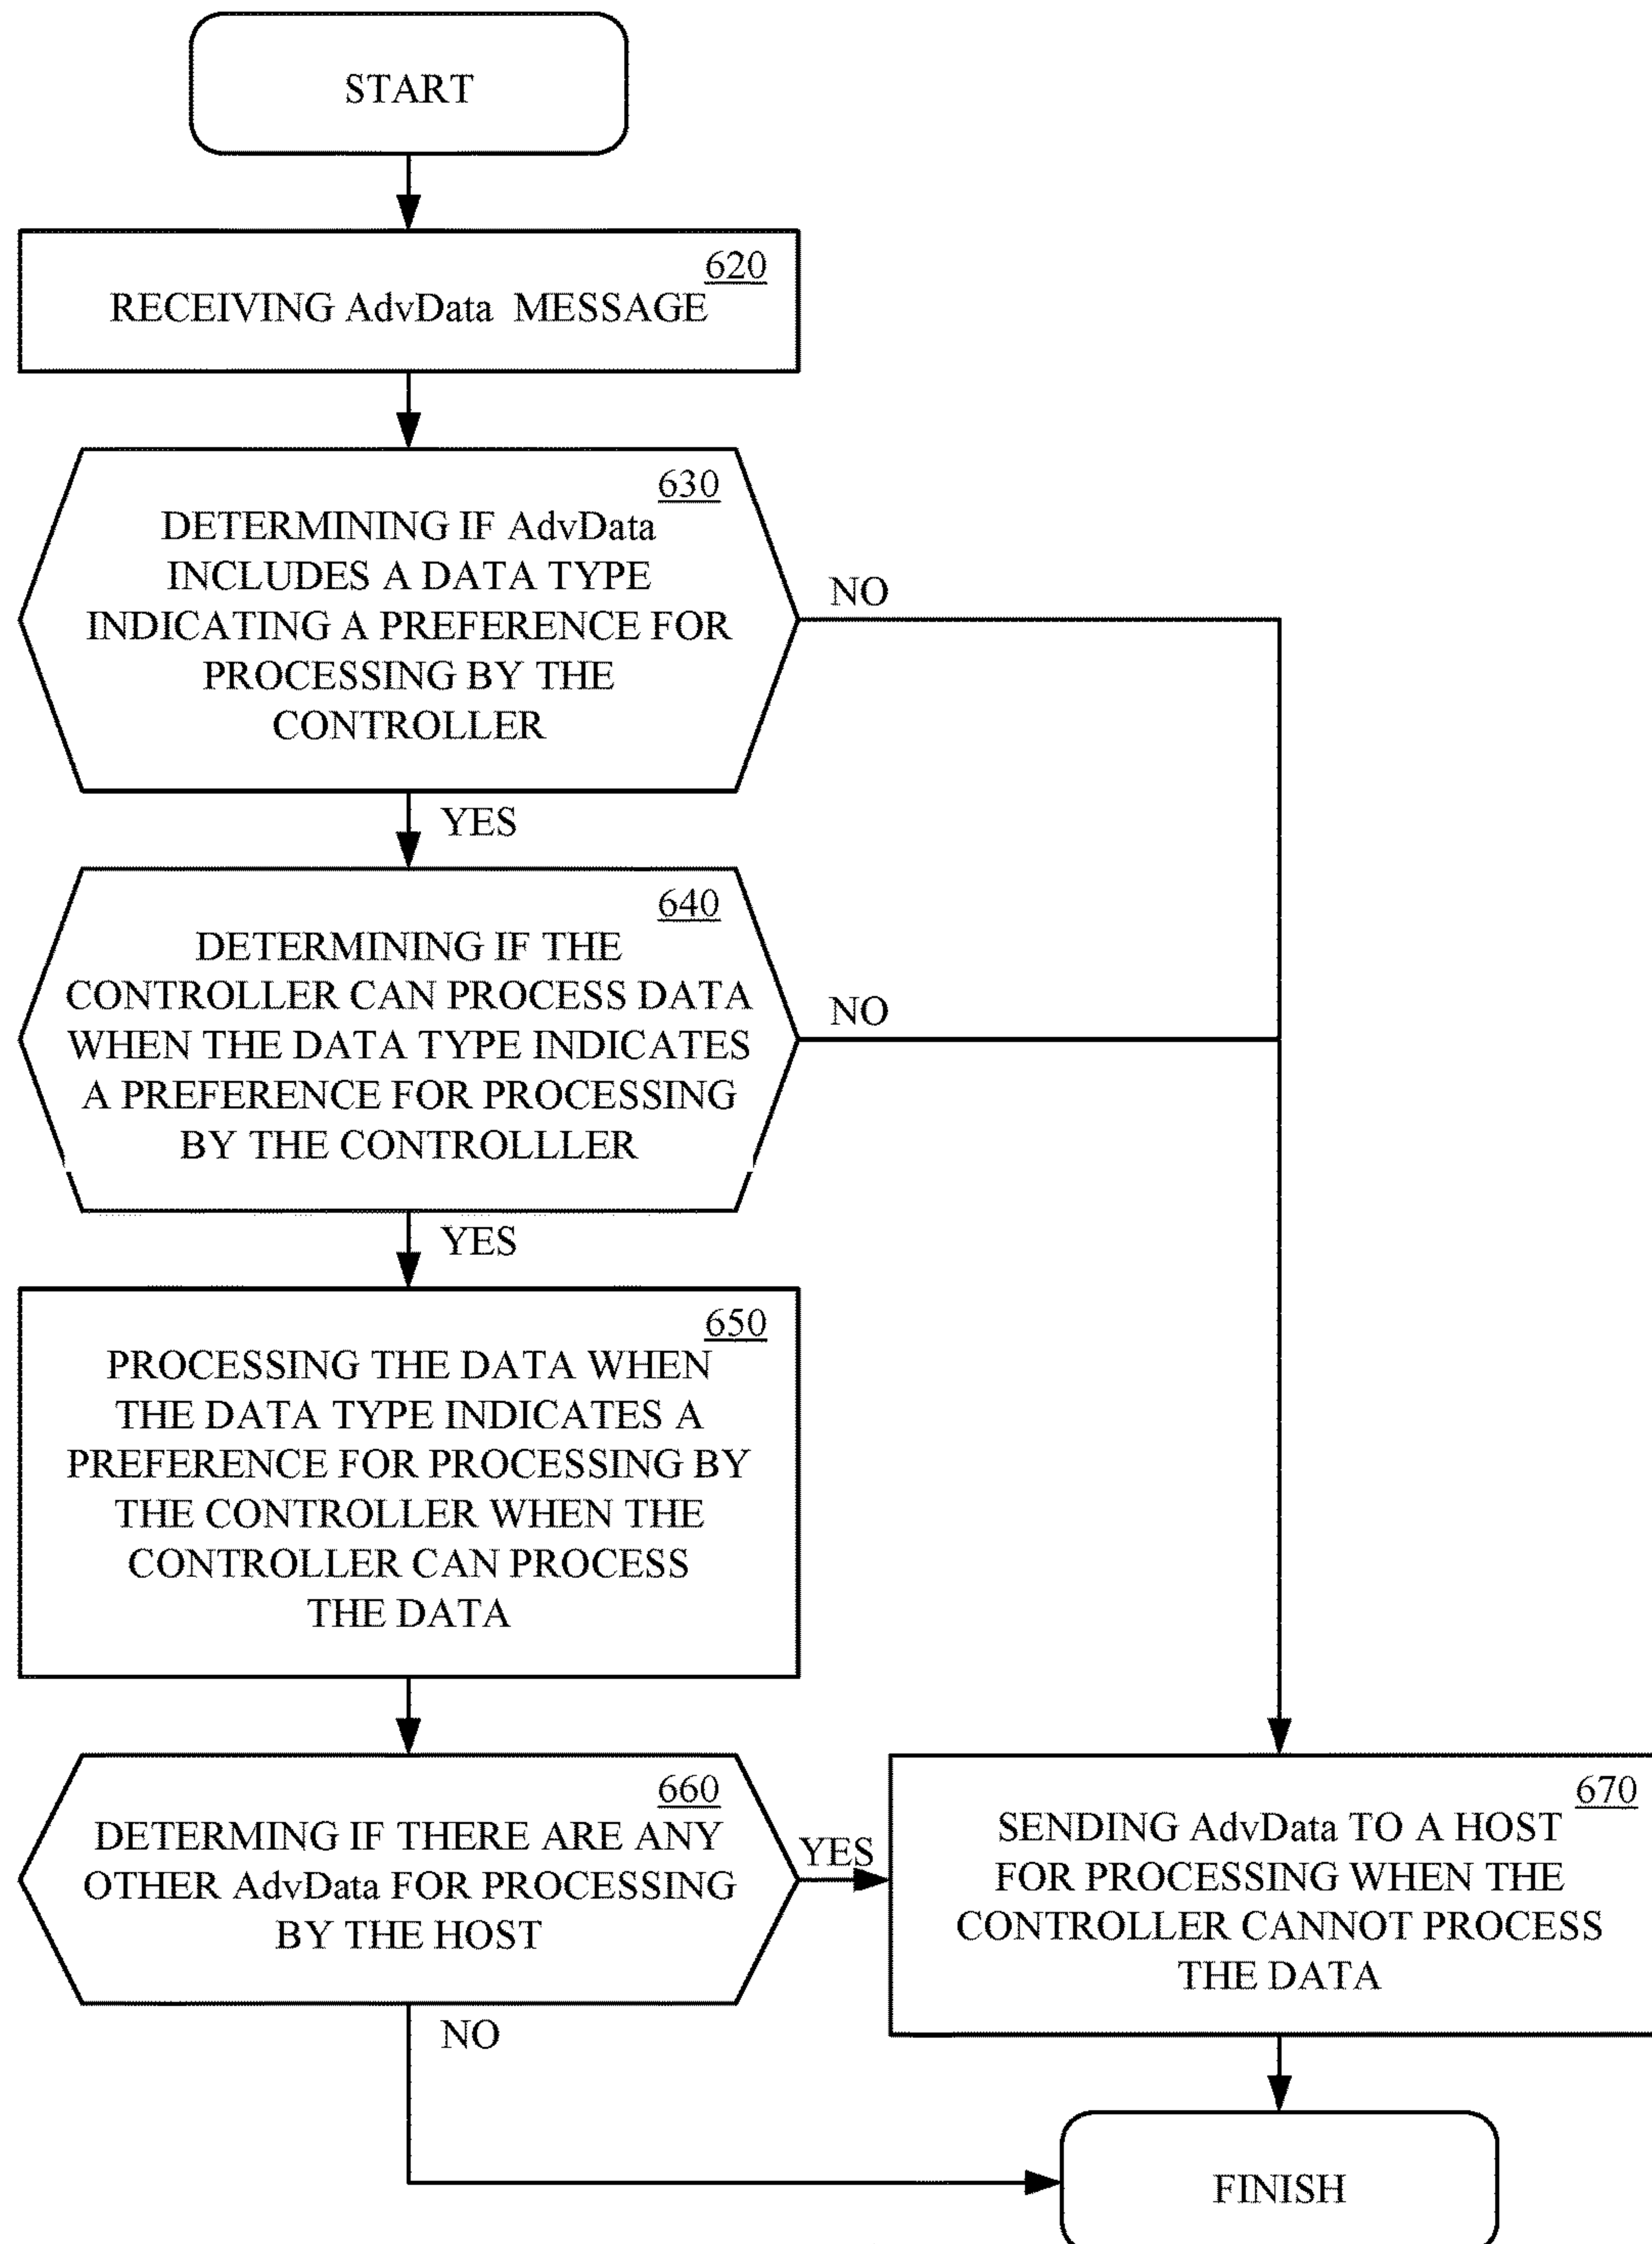 START
620
RECEIVING AdvData MESSAGE
630
DETERMINING IF AdvData
INCLUDES A DATA TYPE
INDICATING A PREFERENCE FOR
PROCESSING BY THE
CONTROLLER
NO
YES
640
DETERMINING IF THE
CONTROLLER CAN PROCESS DATA
WHEN THE DATA TYPE INDICATES
A PREFERENCE FOR PROCESSING
BY THE CONTROLLLER
NO
YES
650
PROCESSING THE DATA WHEN
THE DATA TYPE INDICATES A
PREFERENCE FOR PROCESSING BY
THE CONTROLLER WHEN THE
CONTROLLER CAN PROCESS
THE DATA
660
DETERMING IF THERE ARE ANY
OTHER AdvData FOR PROCESSING
BY THE HOST
YES
NO
670
SENDING AdvData TO A HOST
FOR PROCESSING WHEN THE
CONTROLLER CANNOT PROCESS
THE DATA
FINISH